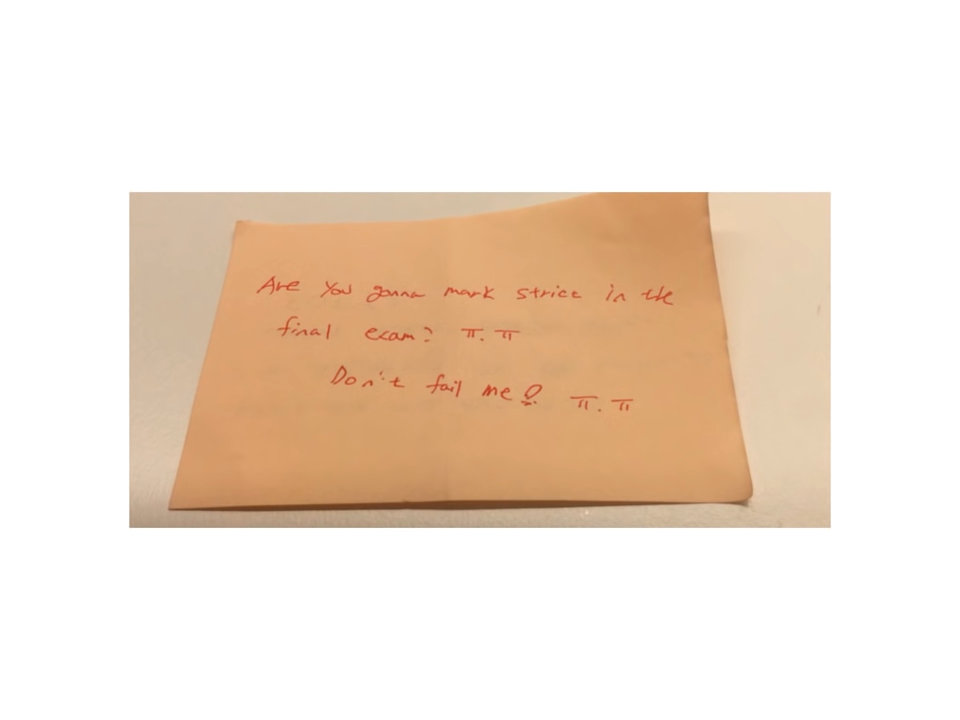 Are You gonna mark strict in the
final exam? ㅠ.ㅠ
Don't fail me! ㅠ.ㅠ